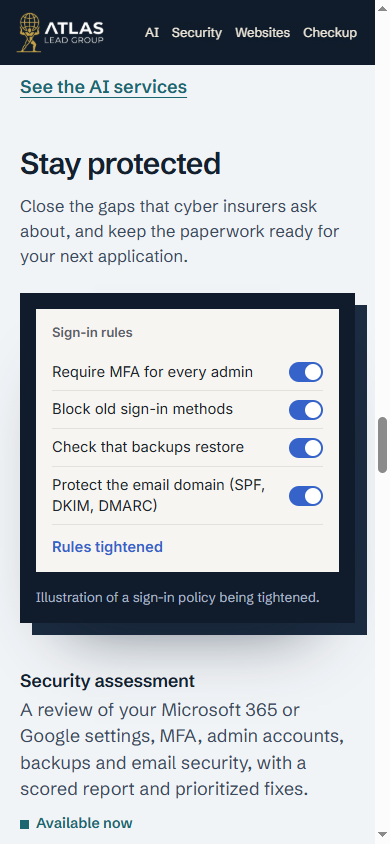 ATLAS
LEAD GROUP
AI Security Websites Checkup
See the AI services
Stay protected
Close the gaps that cyber insurers ask
about, and keep the paperwork ready for
your next application.
Sign-in rules
Require MFA for every admin
Block old sign-in methods
Check that backups restore
Protect the email domain (SPF,
DKIM, DMARC)
Rules tightened
Illustration of a sign-in policy being tightened.
Security assessment
A review of your Microsoft 365 or
Google settings, MFA, admin accounts,
backups and email security, with a
scored report and prioritized fixes.
Available now